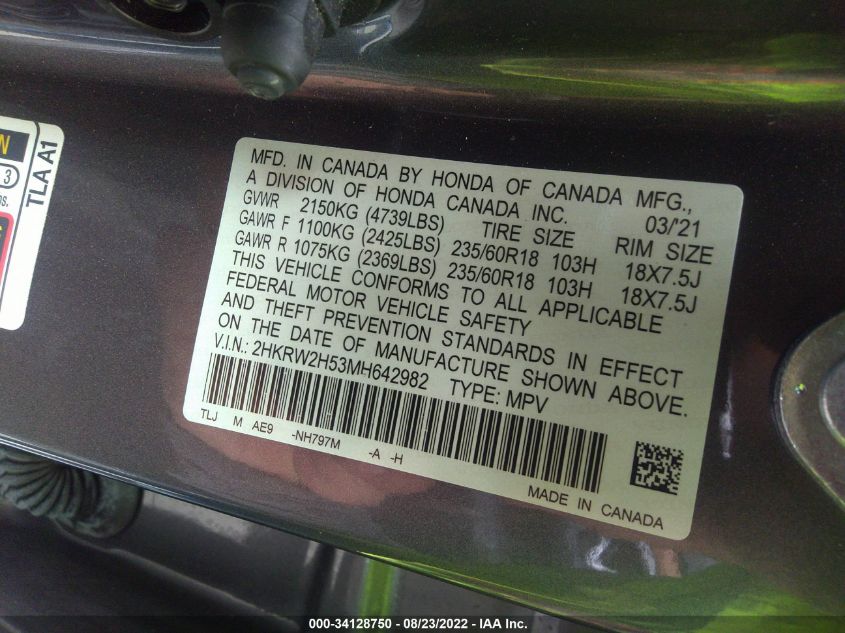 MFD. IN CANADA BY HONDA OF CANADA MFG.,
A DIVISION OF HONDA CANADA INC. 03/'21
GVWR 2150KG (4739LBS) TIRE SIZE RIM SIZE
GAWR F 1100KG (2425LBS) 235/60R18 103H 18X7.5J
GAWR R 1075KG (2369LBS) 235/60R18 103H 18X7.5J
THIS VEHICLE CONFORMS TO ALL APPLICABLE
FEDERAL MOTOR VEHICLE SAFETY
AND THEFT PREVENTION STANDARDS IN EFFECT
ON THE DATE OF MANUFACTURE SHOWN ABOVE.
V.I.N.: 2HKRW2H53MH642982 TYPE: MPV
TLJ M AE9 -NH797M -A -H
MADE IN CANADA
TLA A1
3
000-34128750 - 08/23/2022 - IAA Inc.